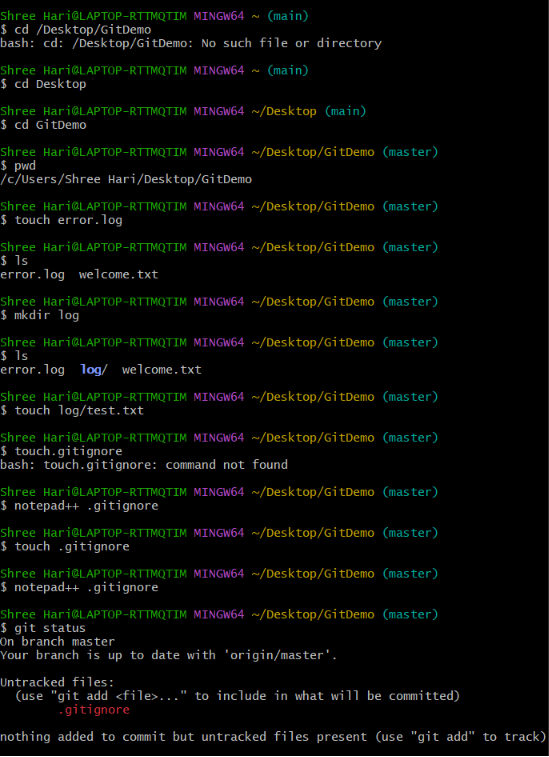 Shree Hari@LAPTOP-RTTMQTIM MINGW64 ~ (main)
$ cd /Desktop/GitDemo
bash: cd: /Desktop/GitDemo: No such file or directory
Shree Hari@LAPTOP-RTTMQTIM MINGW64 ~ (main)
$ cd Desktop
Shree Hari@LAPTOP-RTTMQTIM MINGW64 ~/Desktop (main)
$ cd GitDemo
Shree Hari@LAPTOP-RTTMQTIM MINGW64 ~/Desktop/GitDemo (master)
$ pwd
/c/Users/Shree Hari/Desktop/GitDemo
Shree Hari@LAPTOP-RTTMQTIM MINGW64 ~/Desktop/GitDemo (master)
$ touch error.log
Shree Hari@LAPTOP-RTTMQTIM MINGW64 ~/Desktop/GitDemo (master)
$ ls
error.log  welcome.txt
Shree Hari@LAPTOP-RTTMQTIM MINGW64 ~/Desktop/GitDemo (master)
$ mkdir log
Shree Hari@LAPTOP-RTTMQTIM MINGW64 ~/Desktop/GitDemo (master)
$ ls
error.log  log/  welcome.txt
Shree Hari@LAPTOP-RTTMQTIM MINGW64 ~/Desktop/GitDemo (master)
$ touch log/test.txt
Shree Hari@LAPTOP-RTTMQTIM MINGW64 ~/Desktop/GitDemo (master)
$ touch.gitignore
bash: touch.gitignore: command not found
Shree Hari@LAPTOP-RTTMQTIM MINGW64 ~/Desktop/GitDemo (master)
$ notepad++ .gitignore
Shree Hari@LAPTOP-RTTMQTIM MINGW64 ~/Desktop/GitDemo (master)
$ touch .gitignore
Shree Hari@LAPTOP-RTTMQTIM MINGW64 ~/Desktop/GitDemo (master)
$ notepad++ .gitignore
Shree Hari@LAPTOP-RTTMQTIM MINGW64 ~/Desktop/GitDemo (master)
$ git status
On branch master
Your branch is up to date with 'origin/master'.
Untracked files:
(use "git add <file>..." to include in what will be committed)
.gitignore
nothing added to commit but untracked files present (use "git add" to track)